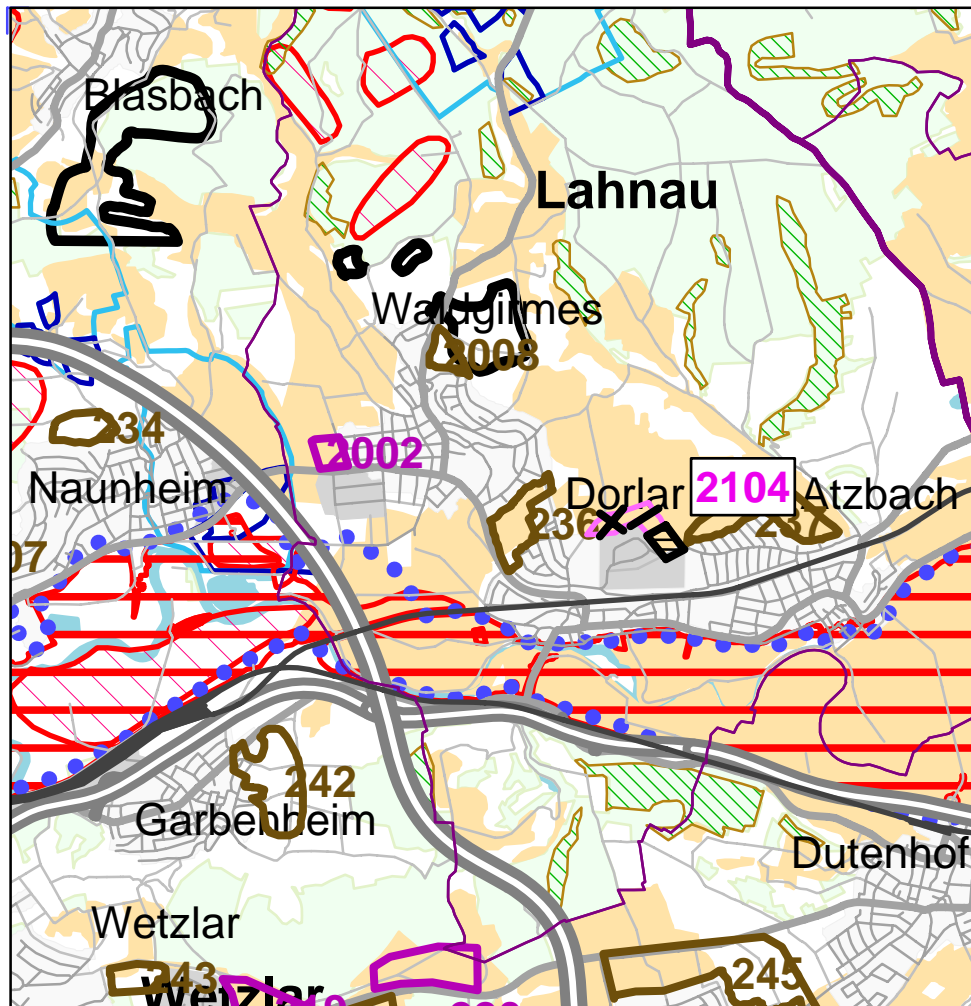 Blasbach
Lahnau
Waldgirmes
2008
234
2002
Naunheim
Dorlar
2104
Atzbach
236
237
07
242
Garbenheim
Dutenhof
Wetzlar
243
245
Wetzlar